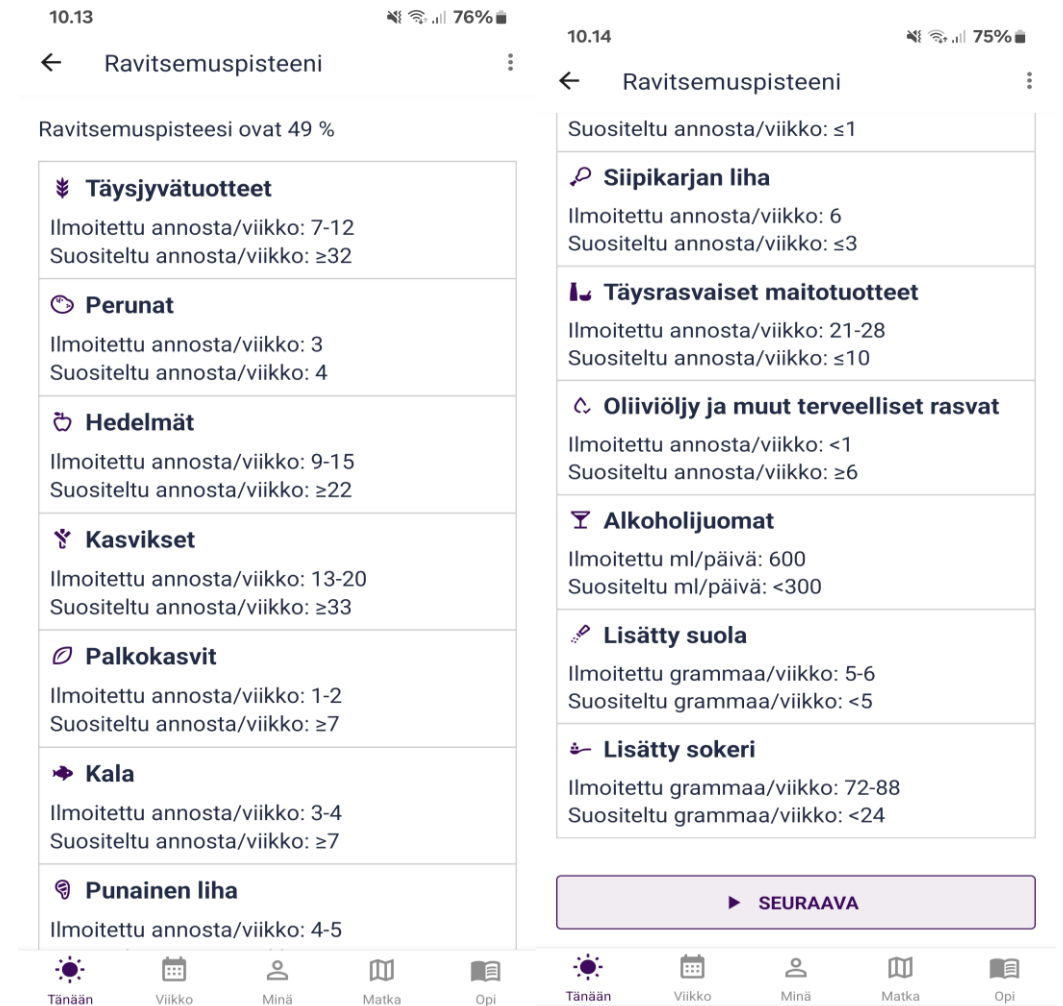 10.13
76%
Ravitsemuspisteeni
Ravitsemuspisteesi ovat 49 %
Täysjyvätuotteet
Ilmoitettu annosta/viikko: 7-12
Suositeltu annosta/viikko: ≥32
Perunat
Ilmoitettu annosta/viikko: 3
Suositeltu annosta/viikko: 4
Hedelmät
Ilmoitettu annosta/viikko: 9-15
Suositeltu annosta/viikko: ≥22
Kasvikset
Ilmoitettu annosta/viikko: 13-20
Suositeltu annosta/viikko: ≥33
Palkokasvit
Ilmoitettu annosta/viikko: 1-2
Suositeltu annosta/viikko: ≥7
Kala
Ilmoitettu annosta/viikko: 3-4
Suositeltu annosta/viikko: ≥7
Punainen liha
Ilmoitettu annosta/viikko: 4-5
Tänään Viikko Minä Matka Opi
10.14
75%
Ravitsemuspisteeni
Suositeltu annosta/viikko: ≤1
Siipikarjan liha
Ilmoitettu annosta/viikko: 6
Suositeltu annosta/viikko: ≤3
Täysrasvaiset maitotuotteet
Ilmoitettu annosta/viikko: 21-28
Suositeltu annosta/viikko: ≤10
Oliiviöljy ja muut terveelliset rasvat
Ilmoitettu annosta/viikko: <1
Suositeltu annosta/viikko: ≥6
Alkoholijuomat
Ilmoitettu ml/päivä: 600
Suositeltu ml/päivä: <300
Lisätty suola
Ilmoitettu grammaa/viikko: 5-6
Suositeltu grammaa/viikko: <5
Lisätty sokeri
Ilmoitettu grammaa/viikko: 72-88
Suositeltu grammaa/viikko: <24
SEURAAVA
Tänään Viikko Minä Matka Opi